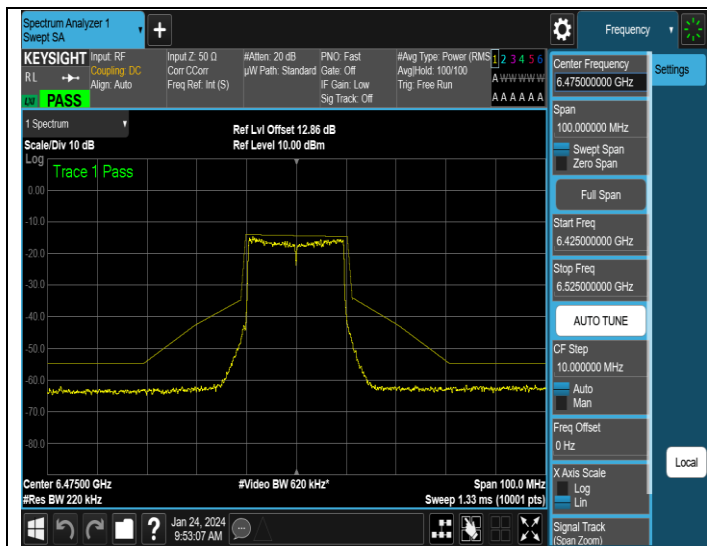 Spectrum Analyzer 1
Swept SA
+
Frequency
KEYSIGHT
RL
PASS
Input: RF
Coupling: DC
Align: Auto
Input Z: 50 Ω
Corr CCorr
Freq Ref: Int (S)
#Atten: 20 dB
µW Path: Standard
PNO: Fast
Gate: Off
IF Gain: Low
Sig Track: Off
#Avg Type: Power (RMS
Avg|Hold: 100/100
Trig: Free Run
1 2 3 4 5 6
A W W W W W
A A A A A A
Settings
Center Frequency
6.475000000 GHz
Span
100.000000 MHz
Swept Span
Zero Span
Full Span
Start Freq
6.425000000 GHz
Stop Freq
6.525000000 GHz
AUTO TUNE
CF Step
10.000000 MHz
Auto
Man
Freq Offset
0 Hz
X Axis Scale
Log
Lin
Signal Track
(Span Zoom)
Local
1 Spectrum
Scale/Div 10 dB
Ref Lvl Offset 12.86 dB
Ref Level 10.00 dBm
Log
Trace 1 Pass
0.00
-10.0
-20.0
-30.0
-40.0
-50.0
-60.0
-70.0
-80.0
Center 6.47500 GHz
#Video BW 620 kHz*
Span 100.0 MHz
#Res BW 220 kHz
Sweep 1.33 ms (10001 pts)
?
Jan 24, 2024
9:53:07 AM